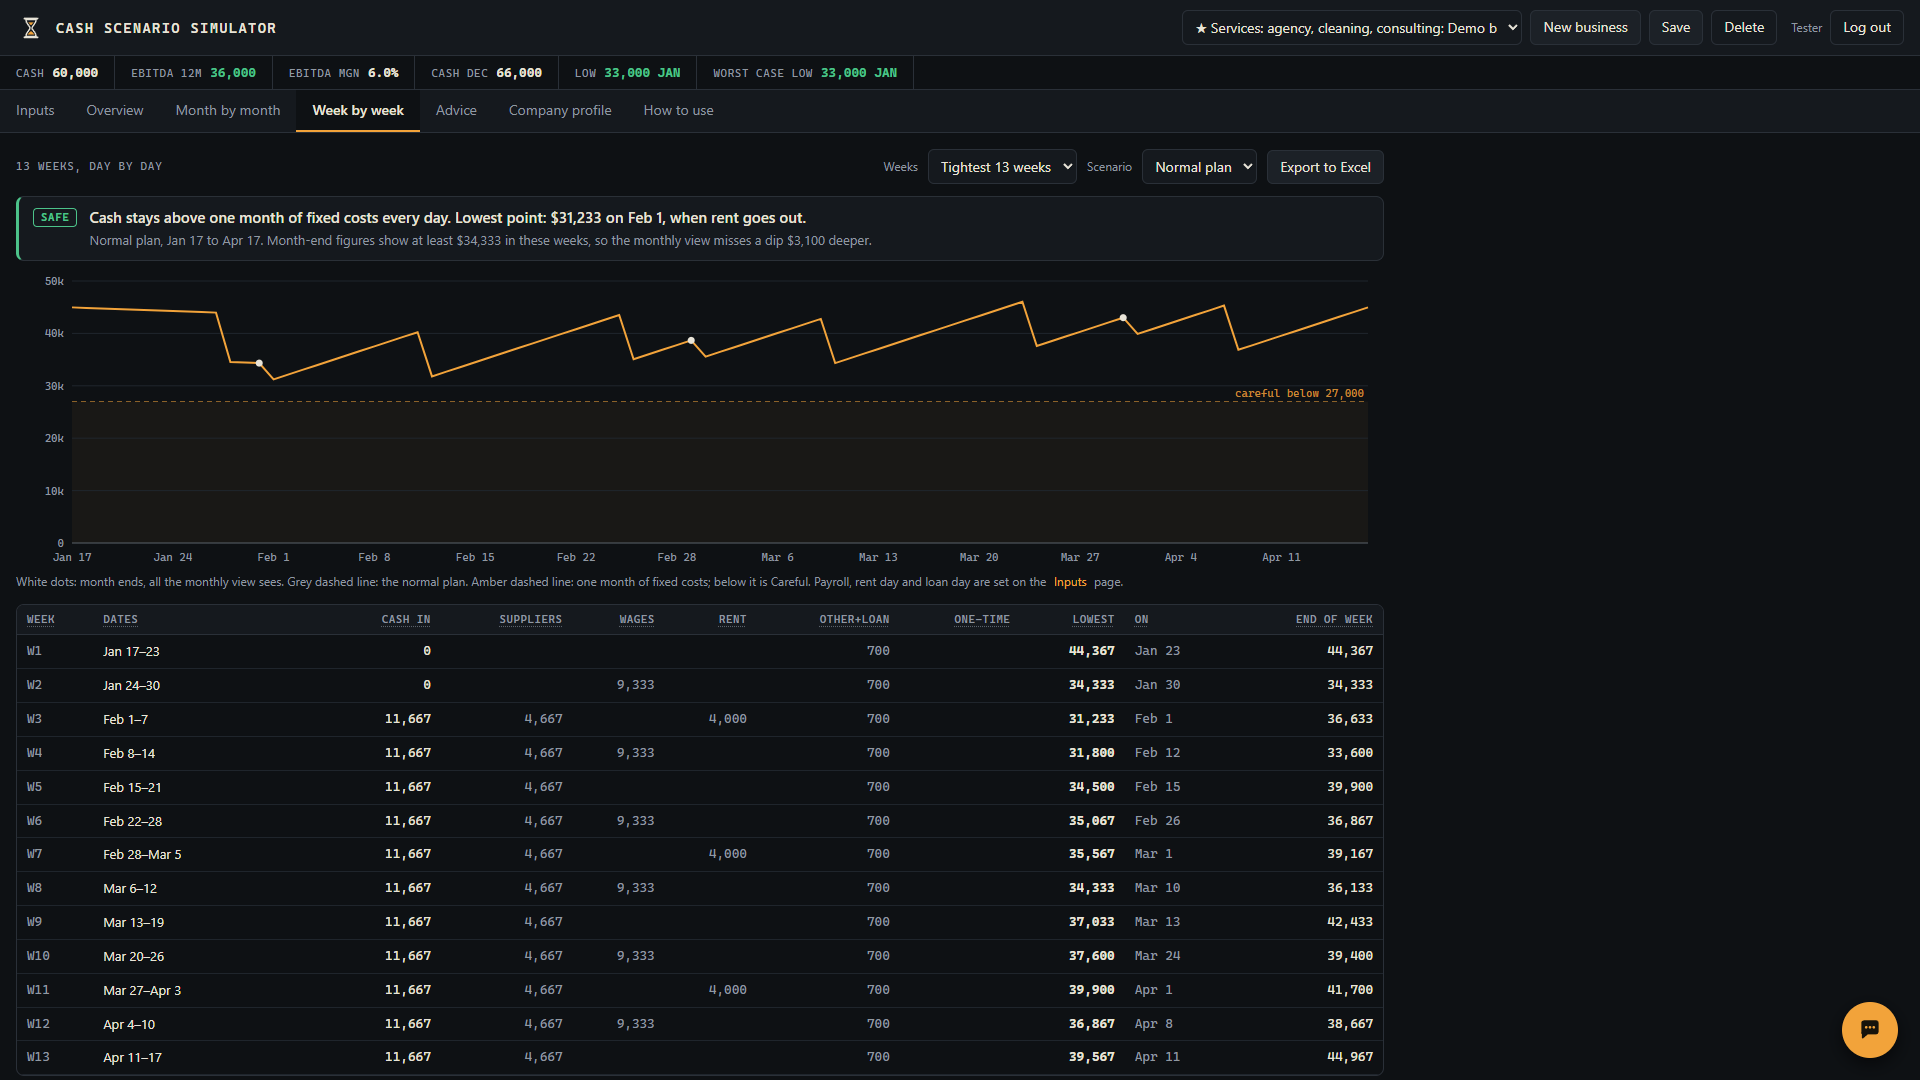 CASH SCENARIO SIMULATOR
★ Services: agency, cleaning, consulting: Demo b
New business
Save
Delete
Tester
Log out
CASH 60,000
EBITDA 12M 36,000
EBITDA MGN 6.0%
CASH DEC 66,000
LOW 33,000 JAN
WORST CASE LOW 33,000 JAN
Inputs
Overview
Month by month
Week by week
Advice
Company profile
How to use
13 WEEKS, DAY BY DAY
Weeks
Tightest 13 weeks
Scenario
Normal plan
Export to Excel
SAFE
Cash stays above one month of fixed costs every day. Lowest point: $31,233 on Feb 1, when rent goes out.
Normal plan, Jan 17 to Apr 17. Month-end figures show at least $34,333 in these weeks, so the monthly view misses a dip $3,100 deeper.
50k
40k
30k
careful below 27,000
20k
10k
0
Jan 17 Jan 24 Feb 1 Feb 8 Feb 15 Feb 22 Feb 28 Mar 6 Mar 13 Mar 20 Mar 27 Apr 4 Apr 11
White dots: month ends, all the monthly view sees. Grey dashed line: the normal plan. Amber dashed line: one month of fixed costs; below it is Careful. Payroll, rent day and loan day are set on the Inputs page.
WEEK DATES CASH IN SUPPLIERS WAGES RENT OTHER+LOAN ONE-TIME LOWEST ON END OF WEEK
W1 Jan 17–23 0 700 44,367 Jan 23 44,367
W2 Jan 24–30 0 9,333 700 34,333 Jan 30 34,333
W3 Feb 1–7 11,667 4,667 4,000 700 31,233 Feb 1 36,633
W4 Feb 8–14 11,667 4,667 9,333 700 31,800 Feb 12 33,600
W5 Feb 15–21 11,667 4,667 700 34,500 Feb 15 39,900
W6 Feb 22–28 11,667 4,667 9,333 700 35,067 Feb 26 36,867
W7 Feb 28–Mar 5 11,667 4,667 4,000 700 35,567 Mar 1 39,167
W8 Mar 6–12 11,667 4,667 9,333 700 34,333 Mar 10 36,133
W9 Mar 13–19 11,667 4,667 700 37,033 Mar 13 42,433
W10 Mar 20–26 11,667 4,667 9,333 700 37,600 Mar 24 39,400
W11 Mar 27–Apr 3 11,667 4,667 4,000 700 39,900 Apr 1 41,700
W12 Apr 4–10 11,667 4,667 9,333 700 36,867 Apr 8 38,667
W13 Apr 11–17 11,667 4,667 700 39,567 Apr 11 44,967